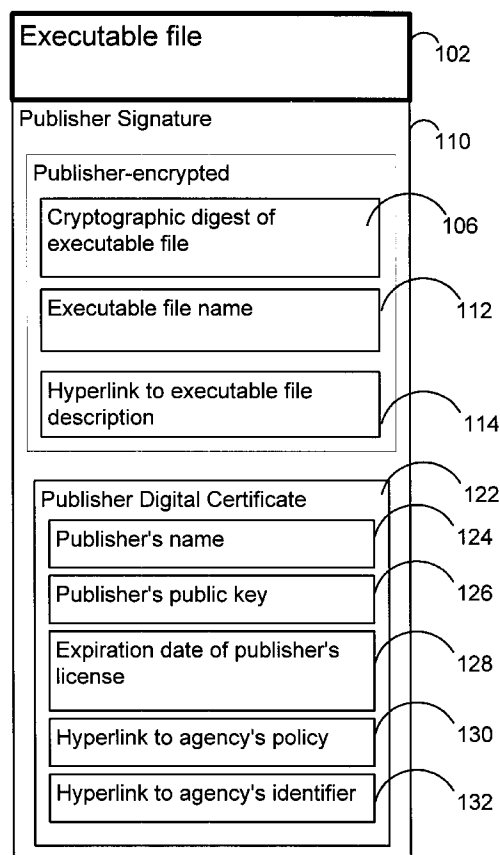 Executable file
102
Publisher Signature
110
Publisher-encrypted
Cryptographic digest of
executable file
106
Executable file name
112
Hyperlink to executable file
description
114
Publisher Digital Certificate
122
Publisher's name
124
Publisher's public key
126
Expiration date of publisher's
license
128
Hyperlink to agency's policy
130
Hyperlink to agency's identifier
132